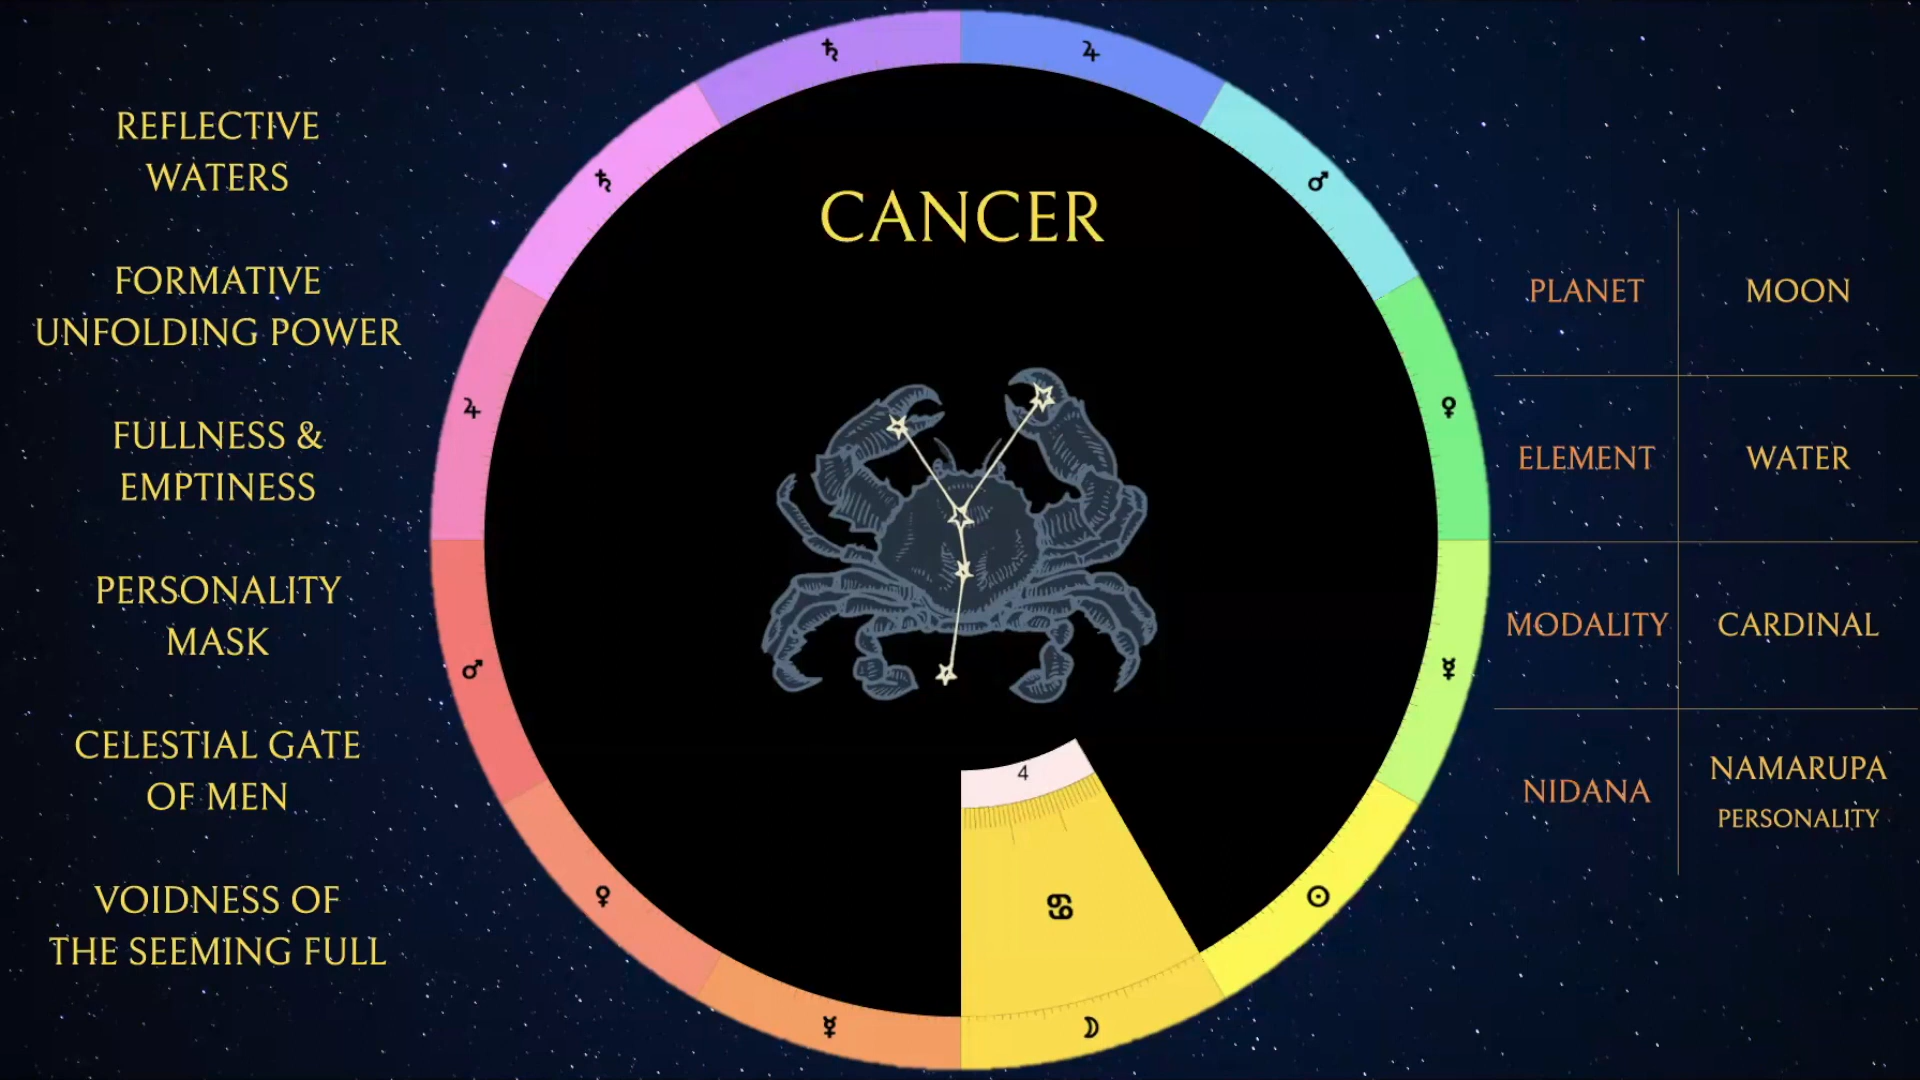 REFLECTIVE
WATERS
FORMATIVE
UNFOLDING POWER
FULLNESS &
EMPTINESS
PERSONALITY
MASK
CELESTIAL GATE
OF MEN
VOIDNESS OF
THE SEEMING FULL
♄
♃
♄
♂
♃
♀
♂
☿
♀
☉
☿
☽
CANCER
4
♋
PLANET MOON
ELEMENT WATER
MODALITY CARDINAL
NIDANA NAMARUPA
PERSONALITY